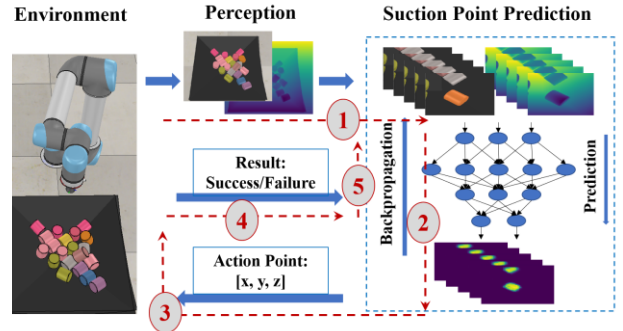 Environment
Perception
Suction Point Prediction
1
Result:
Success/Failure
5
4
Backpropagation
2
Prediction
Action Point:
[x, y, z]
3